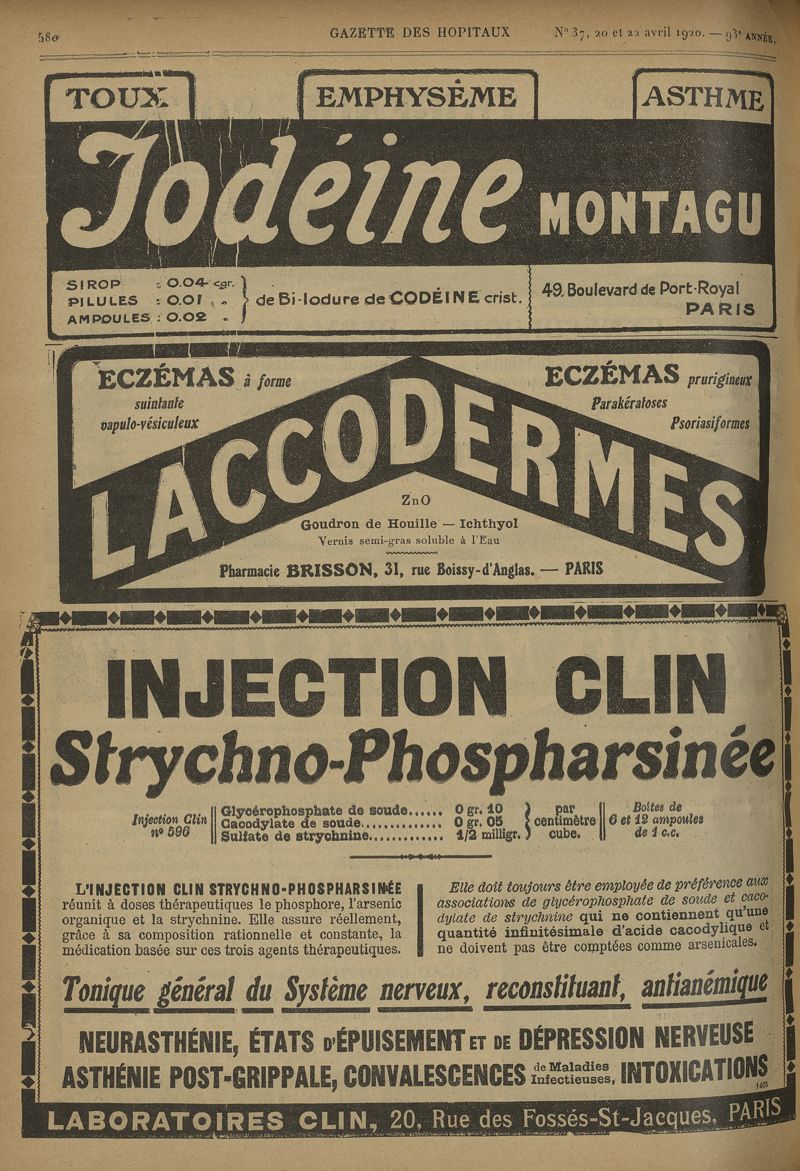 580
GAZETTE DES HOPITAUX
N° 37, 20 et 22 avril 1920. — 93e ANNÉE.
TOUX
EMPHYSÈME
ASTHME
Iodéine MONTAGU
SIROP : 0.04 cgr.
PILULES : 0.01 „
AMPOULES : 0.02 „
de Bi-Iodure de CODÉINE crist.
49, Boulevard de Port-Royal
PARIS
ECZÉMAS à forme
suintante
vapulo-vésiculeux
ECZÉMAS prurigineux
Parakératoses
Psoriasiformes
LACCODERMES
ZnO
Goudron de Houille — Ichthyol
Vernis semi-gras soluble à l'Eau
Pharmacie BRISSON, 31, rue Boissy-d'Anglas. — PARIS
INJECTION CLIN
Strychno-Phospharsinée
Injection Clin
n° 596
Glycérophosphate de soude...... 0 gr. 10
Cacodylate de soude.............. 0 gr. 05
Sulfate de strychnine............. 1/2 milligr.
par
centimètre
cube.
Boîtes de
6 et 12 ampoules
de 1 c.c.
L'INJECTION CLIN STRYCHNO-PHOSPHARSINÉE
réunit à doses thérapeutiques le phosphore, l'arsenic
organique et la strychnine. Elle assure réellement,
grâce à sa composition rationnelle et constante, la
médication basée sur ces trois agents thérapeutiques.
Elle doit toujours être employée de préférence aux
associations de glycérophosphate de soude et caco-
dylate de strychnine qui ne contiennent qu'une
quantité infinitésimale d'acide cacodylique et
ne doivent pas être comptées comme arsenicales.
Tonique général du Système nerveux, reconstituant, antianémique
NEURASTHÉNIE, ÉTATS D'ÉPUISEMENT ET DE DÉPRESSION NERVEUSE
ASTHÉNIE POST-GRIPPALE, CONVALESCENCES de Maladies Infectieuses, INTOXICATIONS
1405
LABORATOIRES CLIN, 20, Rue des Fossés-St-Jacques, PARIS